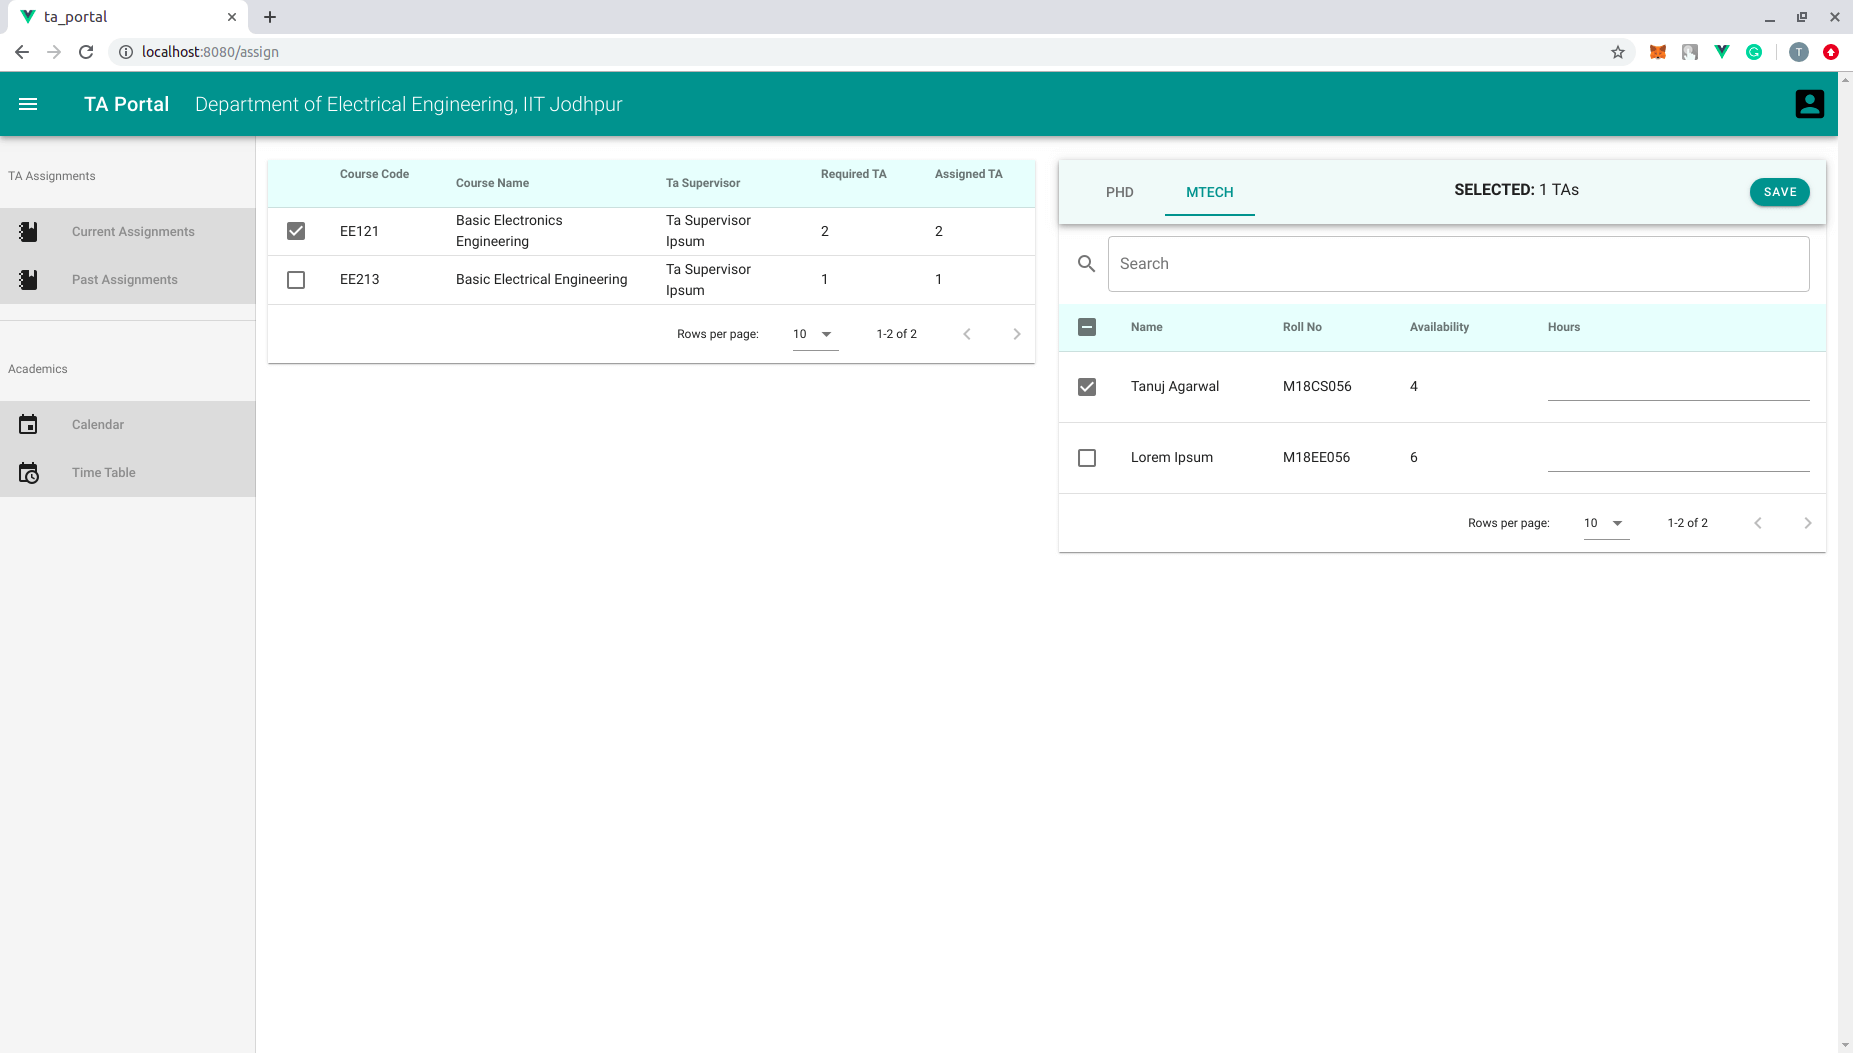 ta_portal
localhost:8080/assign
T
TA Portal Department of Electrical Engineering, IIT Jodhpur
TA Assignments
Current Assignments
Past Assignments
Academics
Calendar
Time Table
Course Code Course Name Ta Supervisor Required TA Assigned TA
EE121 Basic Electronics Engineering Ta Supervisor Ipsum 2 2
EE213 Basic Electrical Engineering Ta Supervisor Ipsum 1 1
Rows per page: 10 1-2 of 2
PHD MTECH SELECTED: 1 TAs SAVE
Search
Name Roll No Availability Hours
Tanuj Agarwal M18CS056 4
Lorem Ipsum M18EE056 6
Rows per page: 10 1-2 of 2